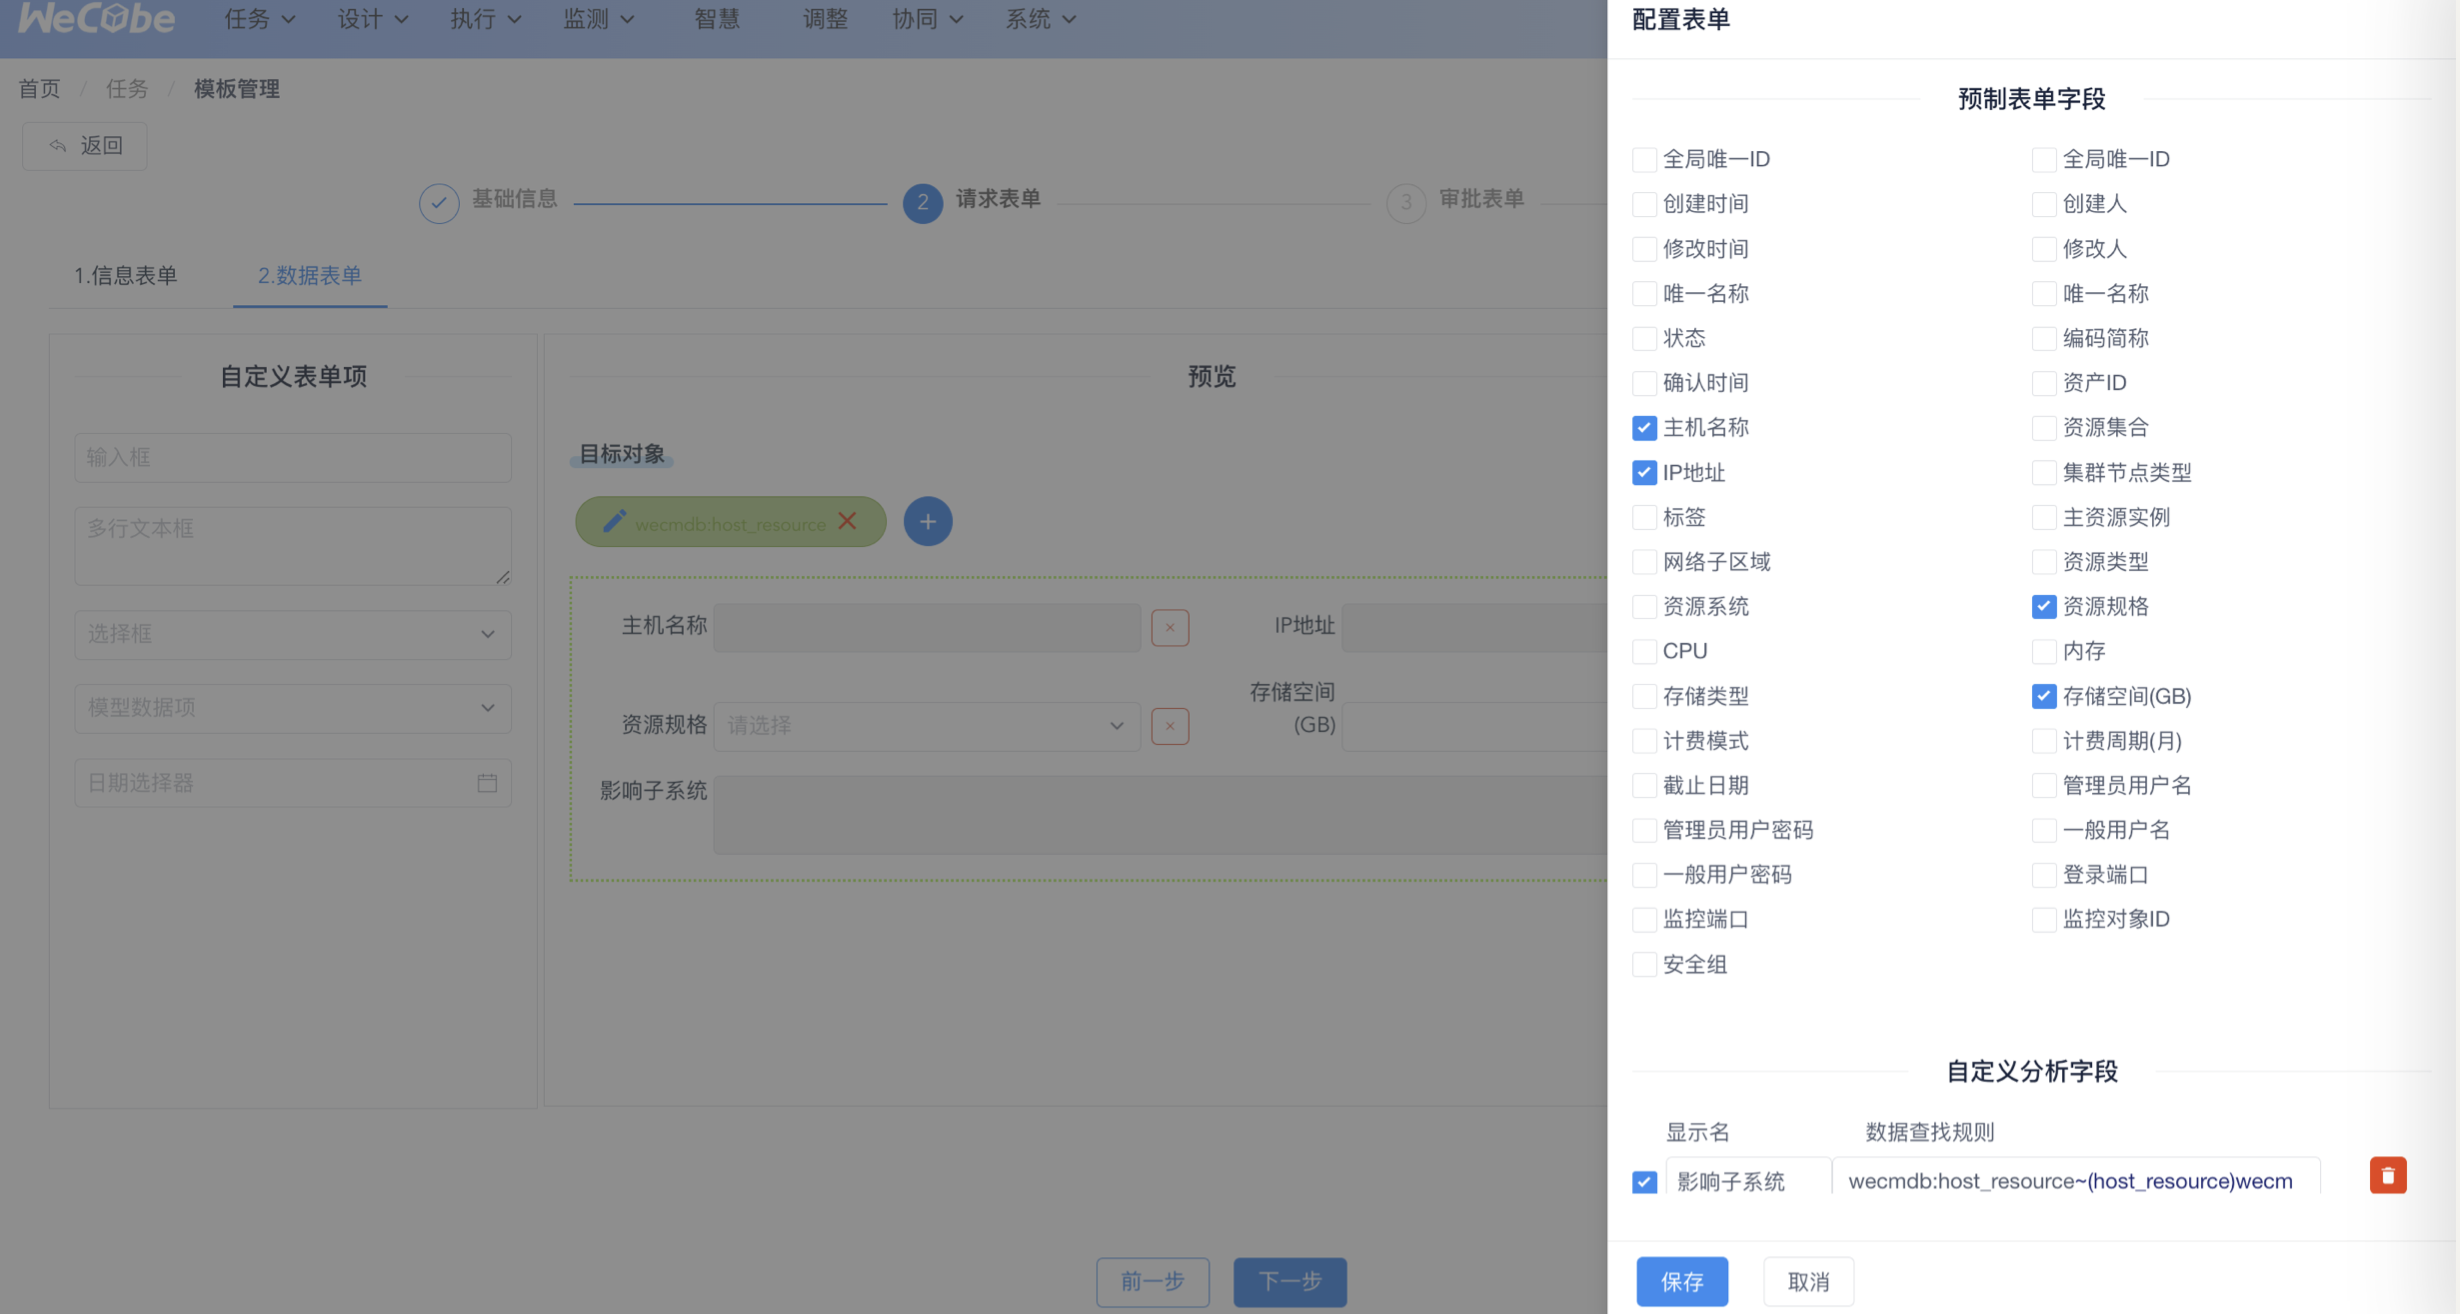 WeCube 任务 设计 执行 监测 智慧 调整 协同 系统
首页 / 任务 / 模板管理
返回
基础信息 2 请求表单 3 审批表单
1.信息表单 2.数据表单
自定义表单项
输入框
多行文本框
选择框
模型数据项
日期选择器
预览
目标对象
wecmdb:host_resource
主机名称 IP地址
资源规格 请选择 存储空间
(GB)
影响子系统
前一步 下一步
配置表单
预制表单字段
全局唯一ID 全局唯一ID
创建时间 创建人
修改时间 修改人
唯一名称 唯一名称
状态 编码简称
确认时间 资产ID
主机名称 资源集合
IP地址 集群节点类型
标签 主资源实例
网络子区域 资源类型
资源系统 资源规格
CPU 内存
存储类型 存储空间(GB)
计费模式 计费周期(月)
截止日期 管理员用户名
管理员用户密码 一般用户名
一般用户密码 登录端口
监控端口 监控对象ID
安全组
自定义分析字段
显示名 数据查找规则
影响子系统 wecmdb:host_resource~(host_resource)wecm
保存 取消